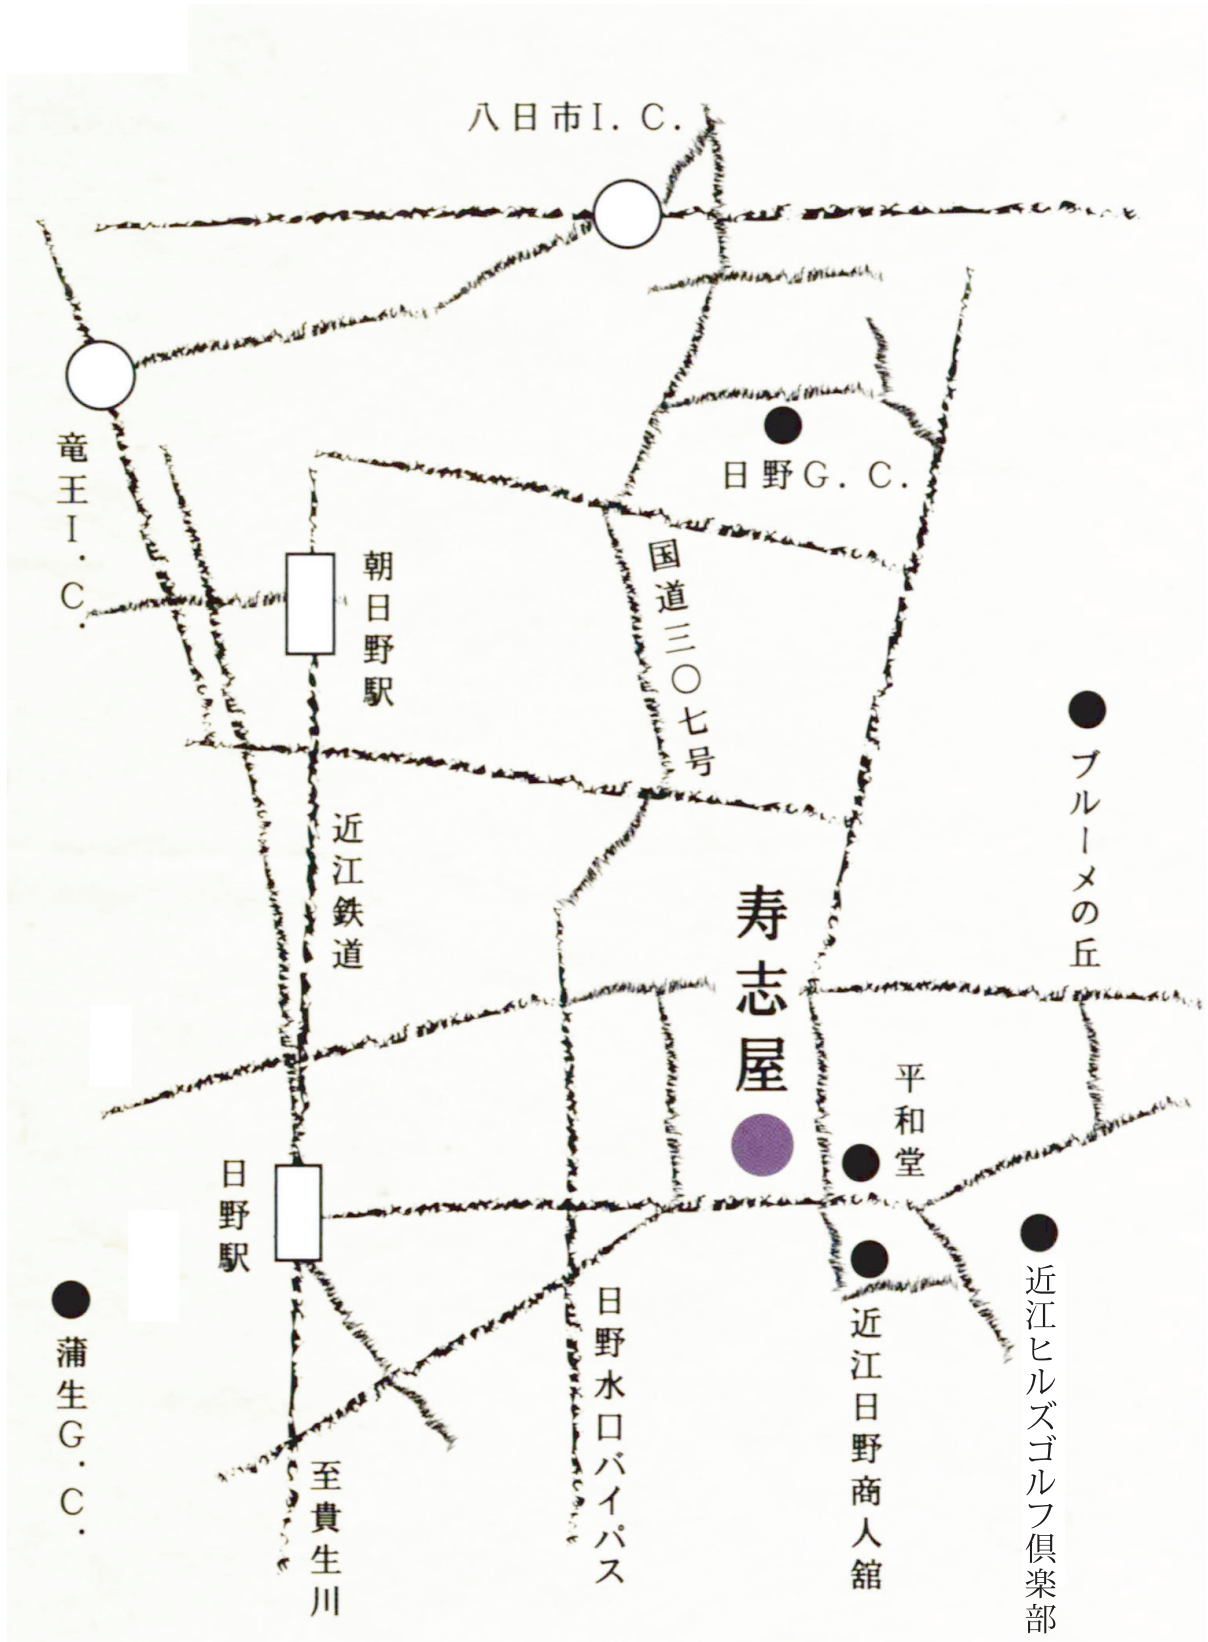 八日市I.C.
竜王I.C.
日野G.C.
朝日野駅
国道三〇七号
ブルーメの丘
近江鉄道
寿志屋
平和堂
日野駅
蒲生G.C.
至貴生川
日野水口バイパス
近江日野商人舘
近江ヒルズゴルフ倶楽部